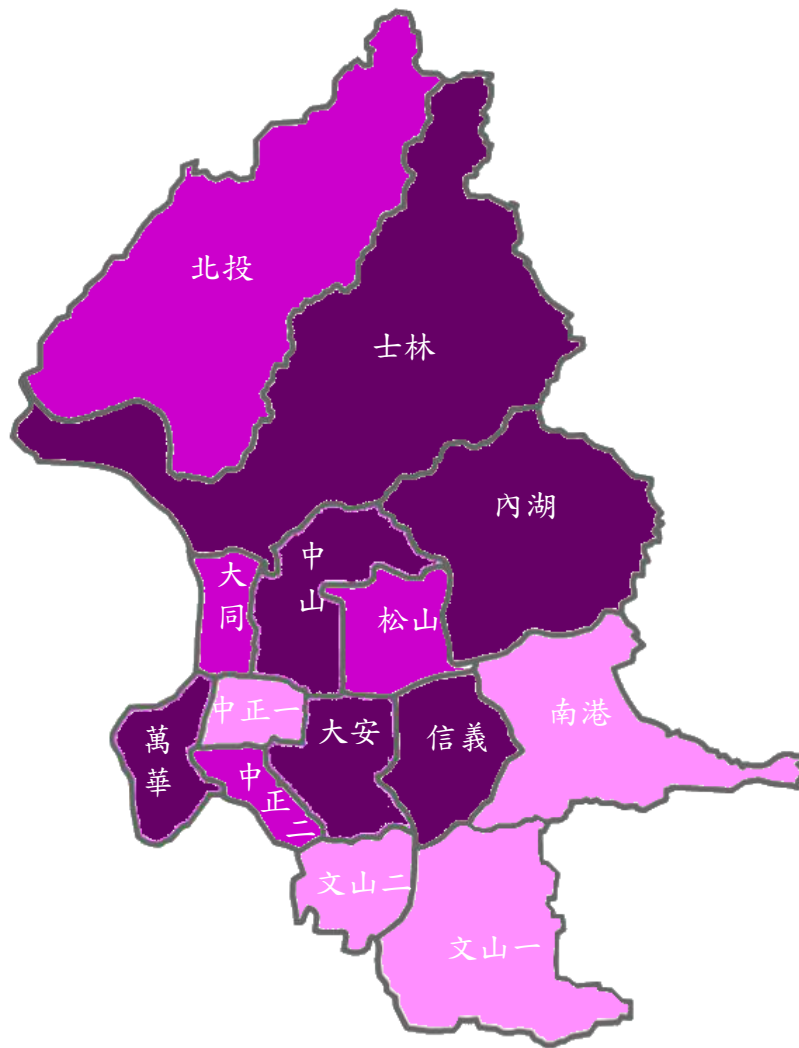 北投
士林
內湖
中山
大同
松山
中正一
南港
萬華
大安
信義
中正二
文山二
文山一